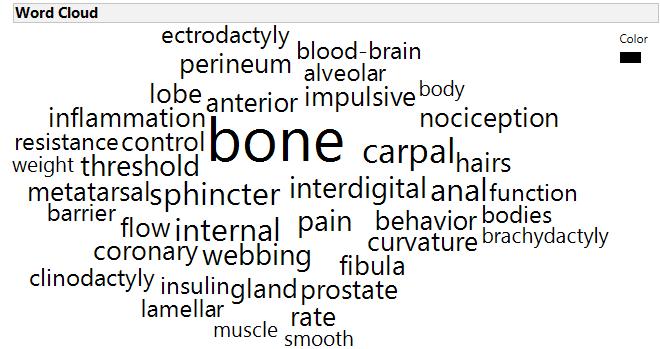 Word Cloud
Color
ectrodactyly
blood-brain
perineum
alveolar
lobe anterior impulsive body
inflammation nociception
bone
resistance control carpal hairs
weight threshold
metatarsal sphincter interdigital anal function
barrier flow internal pain behavior bodies
curvature brachydactyly
coronary webbing
fibula
clinodactyly insulin gland prostate
lamellar
rate
muscle smooth